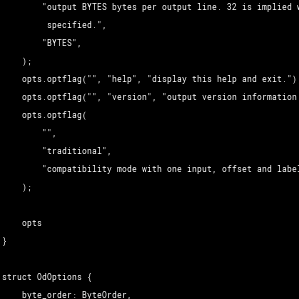 "output BYTES bytes per output line. 32 is implied
specified.",
"BYTES",
);
opts.optflag("", "help", "display this help and exit.")
opts.optflag("", "version", "output version information
opts.optflag(
"",
"traditional",
"compatibility mode with one input, offset and label
);
opts
}
struct OdOptions {
byte_order: ByteOrder,